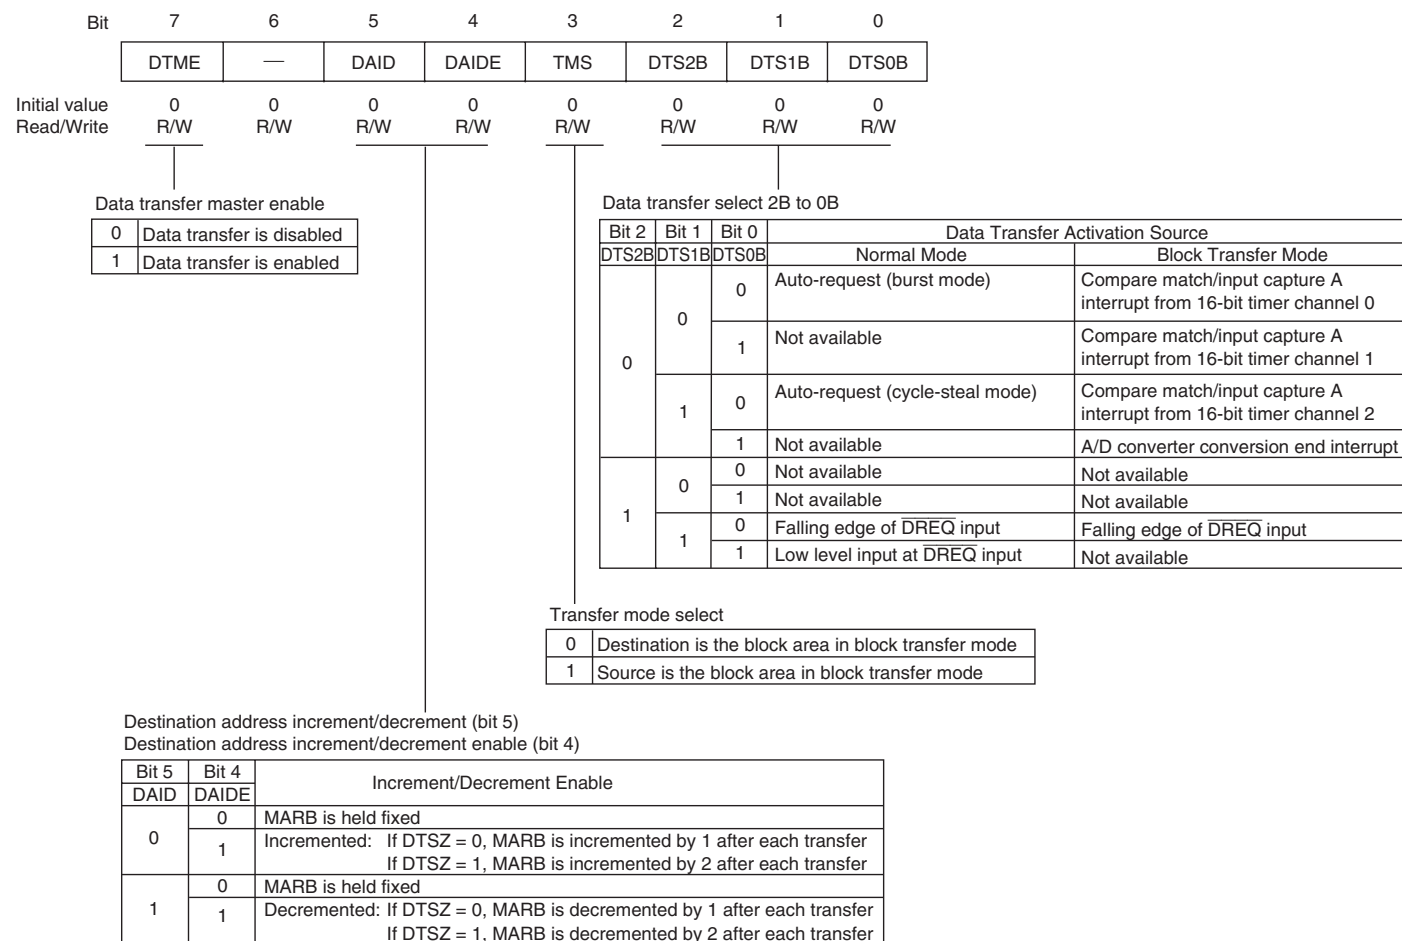 Bit 7 6 5 4 3 2 1 0
DTME — DAID DAIDE TMS DTS2B DTS1B DTS0B
Initial value 0 0 0 0 0 0 0 0
Read/Write R/W R/W R/W R/W R/W R/W R/W R/W
Data transfer master enable
0 Data transfer is disabled
1 Data transfer is enabled
Data transfer select 2B to 0B
Bit 2 Bit 1 Bit 0 Data Transfer Activation Source
DTS2B DTS1B DTS0B Normal Mode Block Transfer Mode
0 0 0 Auto-request (burst mode) Compare match/input capture A
interrupt from 16-bit timer channel 0
1 Not available Compare match/input capture A
interrupt from 16-bit timer channel 1
1 0 Auto-request (cycle-steal mode) Compare match/input capture A
interrupt from 16-bit timer channel 2
1 Not available A/D converter conversion end interrupt
1 0 0 Not available Not available
1 Not available Not available
1 0 Falling edge of DREQ input Falling edge of DREQ input
1 Low level input at DREQ input Not available
Transfer mode select
0 Destination is the block area in block transfer mode
1 Source is the block area in block transfer mode
Destination address increment/decrement (bit 5)
Destination address increment/decrement enable (bit 4)
Bit 5 Bit 4 Increment/Decrement Enable
DAID DAIDE
0 0 MARB is held fixed
1 Incremented: If DTSZ = 0, MARB is incremented by 1 after each transfer
If DTSZ = 1, MARB is incremented by 2 after each transfer
1 0 MARB is held fixed
1 Decremented: If DTSZ = 0, MARB is decremented by 1 after each transfer
If DTSZ = 1, MARB is decremented by 2 after each transfer